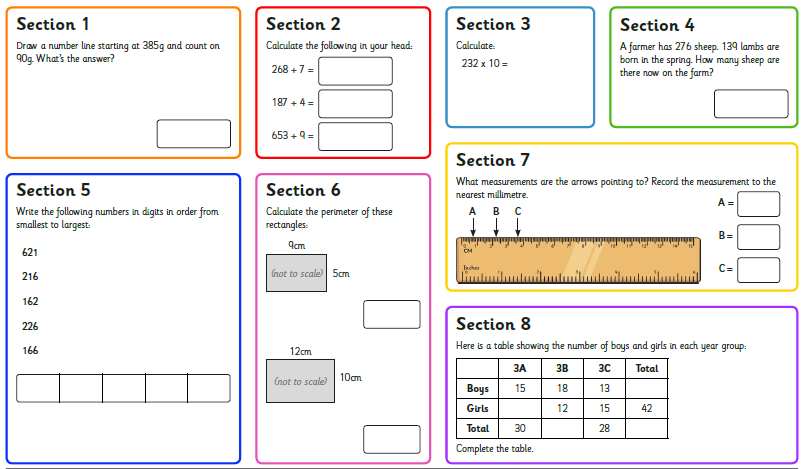 Section 1
Draw a number line starting at 385g and count on
90g. What's the answer?
Section 2
Calculate the following in your head:
268 + 7 =
187 + 4 =
653 + 9 =
Section 3
Calculate:
232 x 10 =
Section 4
A farmer has 276 sheep. 139 lambs are
born in the spring. How many sheep are
there now on the farm?
Section 5
Write the following numbers in digits in order from
smallest to largest:
621
216
162
226
166
Section 6
Calculate the perimeter of these
rectangles:
9cm
(not to scale) 5cm
12cm
(not to scale) 10cm
Section 7
What measurements are the arrows pointing to? Record the measurement to the
nearest millimetre.
A B C
CM
Inches
A =
B =
C =
Section 8
Here is a table showing the number of boys and girls in each year group:
3A 3B 3C Total
Boys 15 18 13
Girls 12 15 42
Total 30 28
Complete the table.